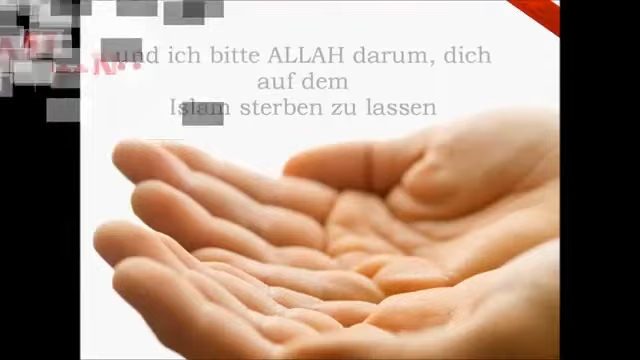 und ich bitte ALLAH darum, dich
auf dem
Islam sterben zu lassen